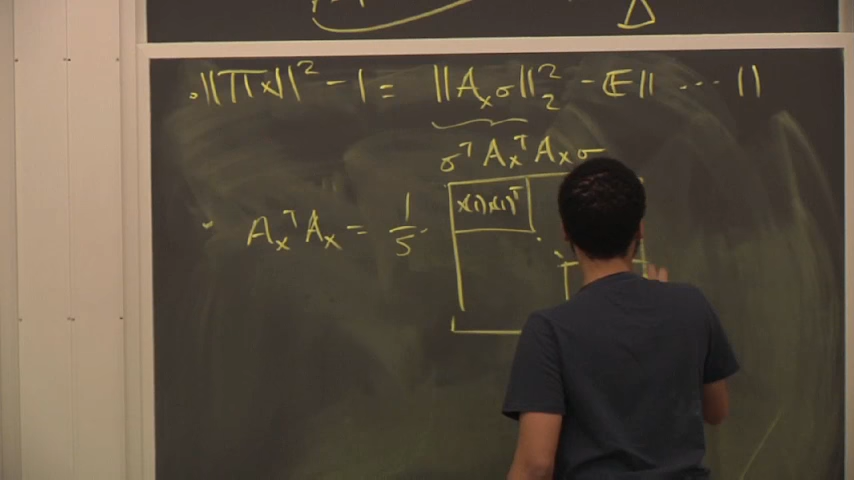 Δ
• ||Πx||² - 1 = ||A_x σ||₂² - 𝔼 || ... ||
σᵀ A_xᵀ A_x σ
• A_xᵀ A_x = 1/s · x(1) x(1)ᵀ